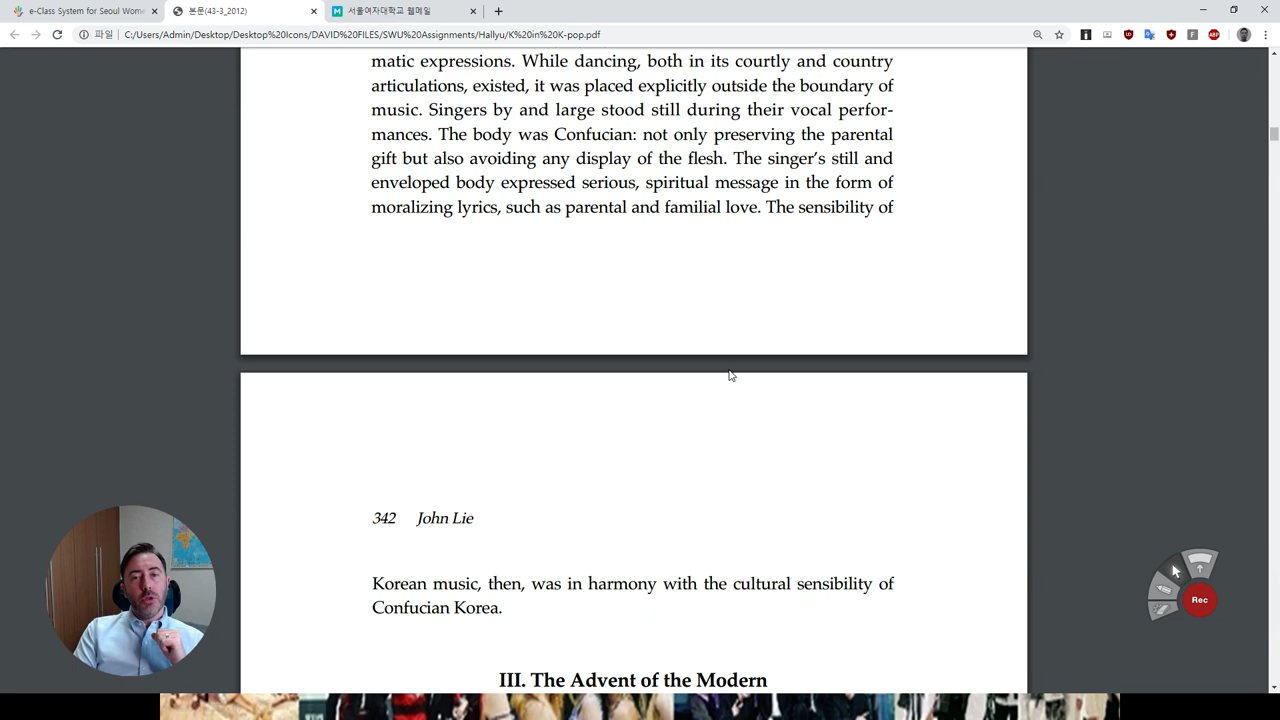 e-Class System for Seoul Wome
본문(43-3_2012)
서울여자대학교 웹메일
파일
C:/Users/Admin/Desktop/Desktop%20Icons/DAVID%20FILES/SWU%20Assignments/Hallyu/K%20in%20K-pop.pdf
matic expressions. While dancing, both in its courtly and country
articulations, existed, it was placed explicitly outside the boundary of
music. Singers by and large stood still during their vocal perfor-
mances. The body was Confucian: not only preserving the parental
gift but also avoiding any display of the flesh. The singer's still and
enveloped body expressed serious, spiritual message in the form of
moralizing lyrics, such as parental and familial love. The sensibility of
342 John Lie
Korean music, then, was in harmony with the cultural sensibility of
Confucian Korea.
Rec
III. The Advent of the Modern